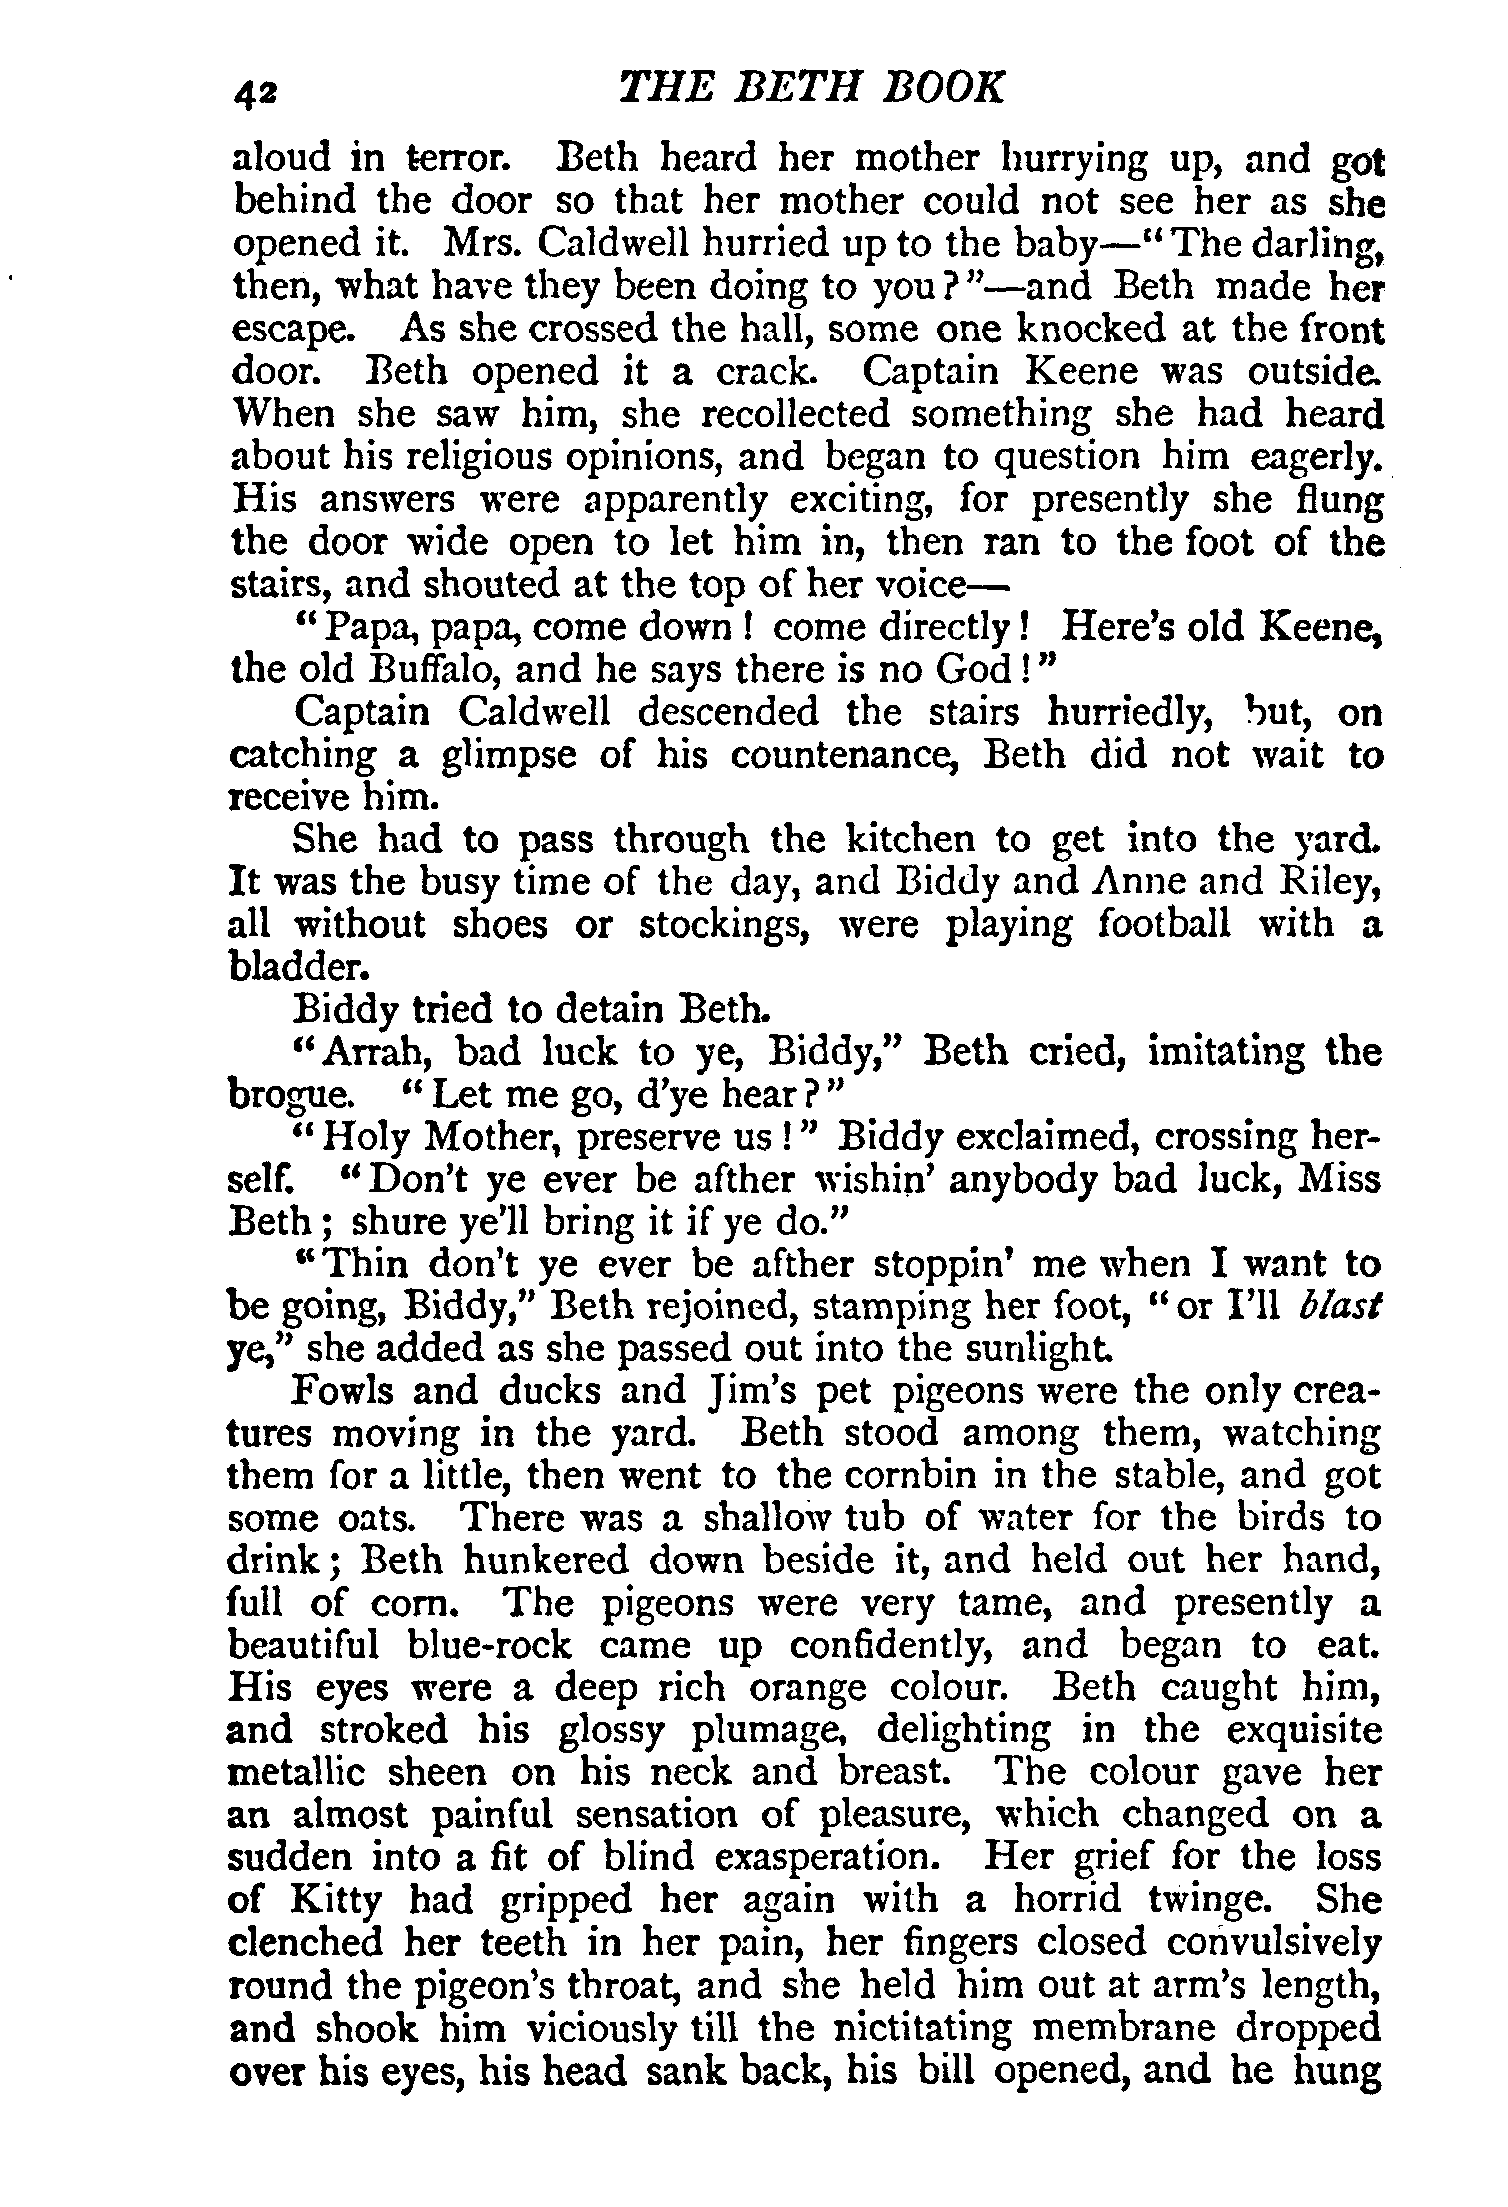 42 THE BETH BOOK
aloud in terror. Beth heard her mother hurrying up, and got
behind the door so that her mother could not see her as she
opened it. Mrs. Caldwell hurried up to the baby—“The darling,
then, what have they been doing to you?”—and Beth made her
escape. As she crossed the hall, some one knocked at the front
door. Beth opened it a crack. Captain Keene was outside.
When she saw him, she recollected something she had heard
about his religious opinions, and began to question him eagerly.
His answers were apparently exciting, for presently she flung
the door wide open to let him in, then ran to the foot of the
stairs, and shouted at the top of her voice—
“Papa, papa, come down! come directly! Here’s old Keene,
the old Buffalo, and he says there is no God!”
Captain Caldwell descended the stairs hurriedly, but, on
catching a glimpse of his countenance, Beth did not wait to
receive him.
She had to pass through the kitchen to get into the yard.
It was the busy time of the day, and Biddy and Anne and Riley,
all without shoes or stockings, were playing football with a
bladder.
Biddy tried to detain Beth.
“Arrah, bad luck to ye, Biddy,” Beth cried, imitating the
brogue. “Let me go, d’ye hear?”
“Holy Mother, preserve us!” Biddy exclaimed, crossing her-
self. “Don’t ye ever be afther wishin’ anybody bad luck, Miss
Beth; shure ye’ll bring it if ye do.”
“Thin don’t ye ever be afther stoppin’ me when I want to
be going, Biddy,” Beth rejoined, stamping her foot, “or I’ll blast
ye,” she added as she passed out into the sunlight.
Fowls and ducks and Jim’s pet pigeons were the only crea-
tures moving in the yard. Beth stood among them, watching
them for a little, then went to the cornbin in the stable, and got
some oats. There was a shallow tub of water for the birds to
drink; Beth hunkered down beside it, and held out her hand,
full of corn. The pigeons were very tame, and presently a
beautiful blue-rock came up confidently, and began to eat.
His eyes were a deep rich orange colour. Beth caught him,
and stroked his glossy plumage, delighting in the exquisite
metallic sheen on his neck and breast. The colour gave her
an almost painful sensation of pleasure, which changed on a
sudden into a fit of blind exasperation. Her grief for the loss
of Kitty had gripped her again with a horrid twinge. She
clenched her teeth in her pain, her fingers closed convulsively
round the pigeon’s throat, and she held him out at arm’s length,
and shook him viciously till the nictitating membrane dropped
over his eyes, his head sank back, his bill opened, and he hung